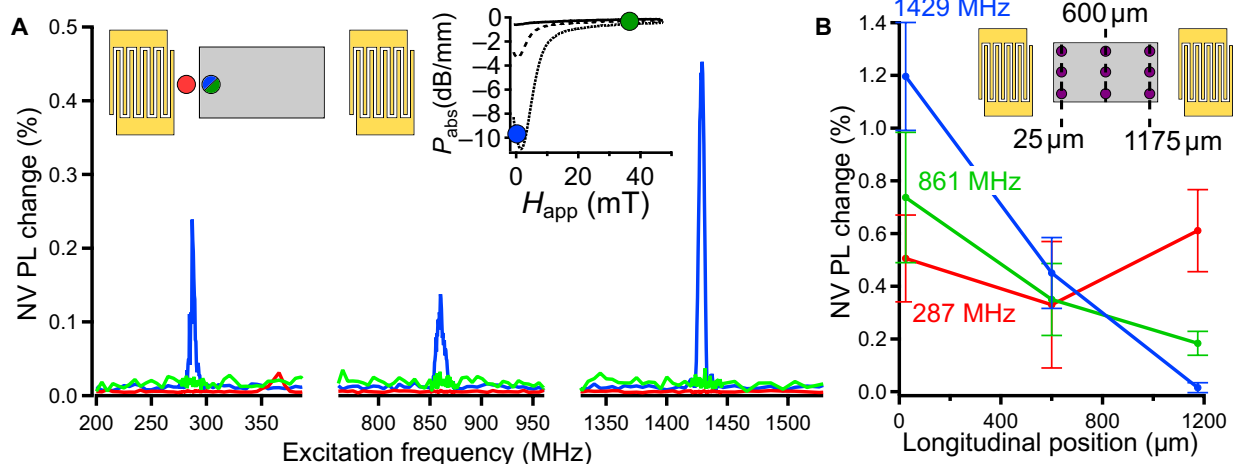 A
NV PL change (%)
0.5
0.4
0.3
0.2
0.1
0.0
200 250 300 350
800 850 900 950
1350 1400 1450 1500
Excitation frequency (MHz)
P_abs (dB/mm)
0
−2
−4
−6
−8
−10
0 20 40
H_app (mT)
B
NV PL change (%)
1.4
1.2
1.0
0.8
0.6
0.4
0.2
0.0
1429 MHz
861 MHz
287 MHz
600 µm
25 µm
1175 µm
0 400 800 1200
Longitudinal position (µm)